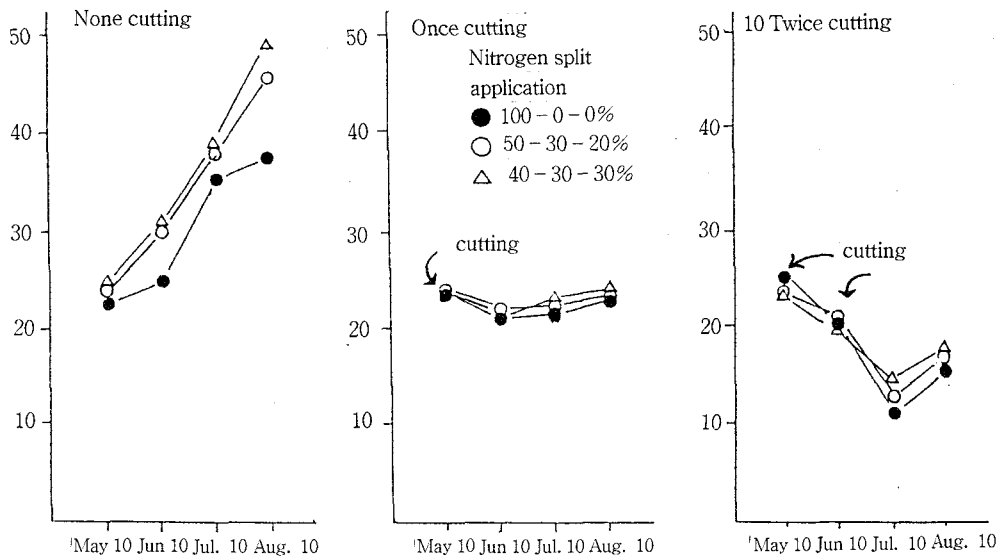 None cutting
50
40
30
20
10
May 10 Jun 10 Jul. 10 Aug. 10
Once cutting
Nitrogen split
application
100-0-0%
50-30-20%
40-30-30%
cutting
50
40
30
20
10
May 10 Jun 10 Jul. 10 Aug. 10
10 Twice cutting
cutting
50
40
30
20
10
May 10 Jun 10 Jul. 10 Aug. 10